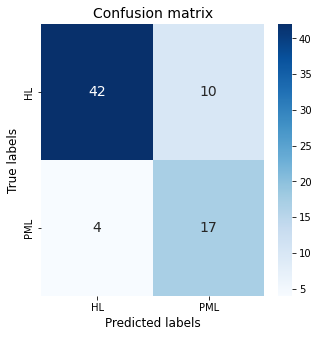 Confusion matrix
True labels
HL
42
10
PML
4
17
HL
PML
Predicted labels
40
35
30
25
20
15
10
5